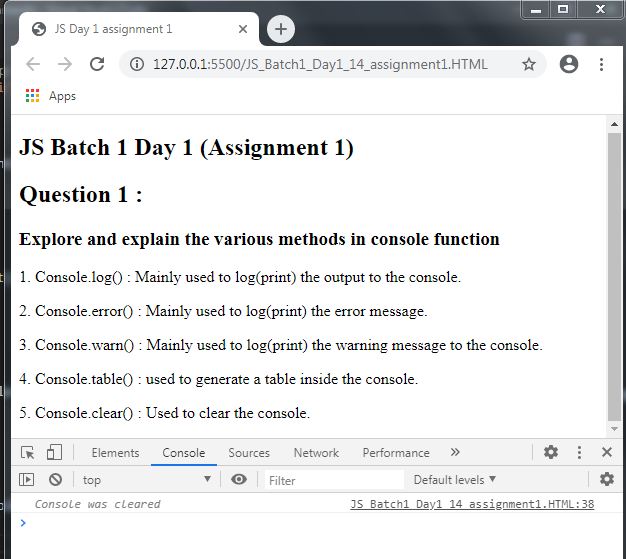 JS Day 1 assignment 1
127.0.0.1:5500/JS_Batch1_Day1_14_assignment1.HTML
Apps
JS Batch 1 Day 1 (Assignment 1)
Question 1 :
Explore and explain the various methods in console function
1. Console.log() : Mainly used to log(print) the output to the console.
2. Console.error() : Mainly used to log(print) the error message.
3. Console.warn() : Mainly used to log(print) the warning message to the console.
4. Console.table() : used to generate a table inside the console.
5. Console.clear() : Used to clear the console.
Elements Console Sources Network Performance »
top Filter Default levels
Console was cleared JS_Batch1_Day1_14_assignment1.HTML:38